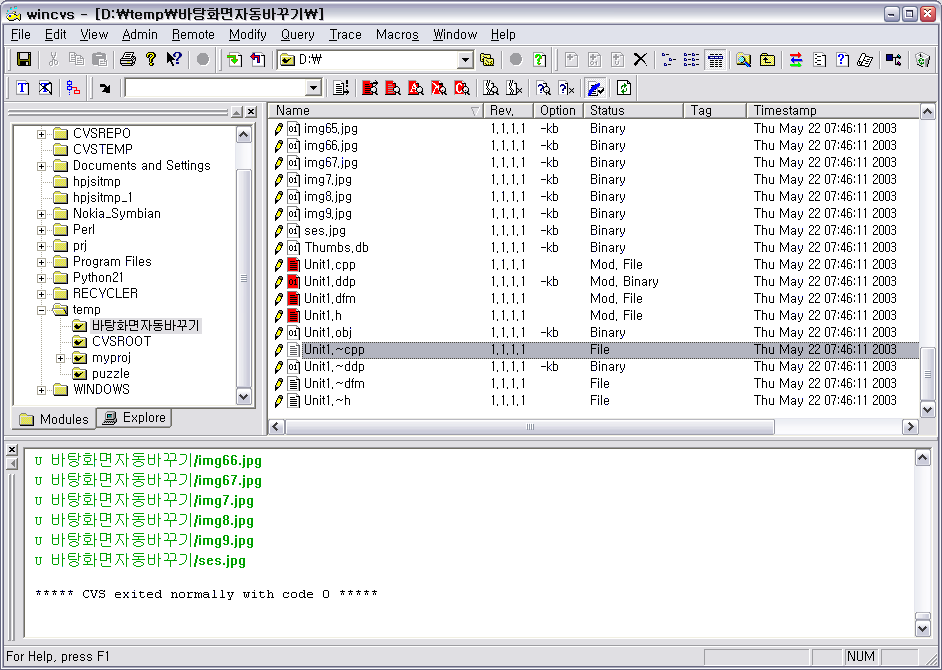 wincvs - [D:₩temp₩바탕화면자동바꾸기₩]
File Edit View Admin Remote Modify Query Trace Macros Window Help
D:₩
CVSREPO
CVSTEMP
Documents and Settings
hpjsitmp
hpjsitmp_1
Nokia_Symbian
Perl
prj
Program Files
Python21
RECYCLER
temp
바탕화면자동바꾸기
CVSROOT
myproj
puzzle
WINDOWS
Modules Explore
Name Rev, Option Status Tag Timestamp
img65.jpg 1,1,1,1 -kb Binary Thu May 22 07:46:11 2003
img66.jpg 1,1,1,1 -kb Binary Thu May 22 07:46:11 2003
img67.jpg 1,1,1,1 -kb Binary Thu May 22 07:46:11 2003
img7.jpg 1,1,1,1 -kb Binary Thu May 22 07:46:11 2003
img8.jpg 1,1,1,1 -kb Binary Thu May 22 07:46:11 2003
img9.jpg 1,1,1,1 -kb Binary Thu May 22 07:46:11 2003
ses.jpg 1,1,1,1 -kb Binary Thu May 22 07:46:11 2003
Thumbs.db 1,1,1,1 -kb Binary Thu May 22 07:46:11 2003
Unit1.cpp 1,1,1,1 Mod. File Thu May 22 07:46:11 2003
Unit1.ddp 1,1,1,1 -kb Mod. Binary Thu May 22 07:46:11 2003
Unit1.dfm 1,1,1,1 Mod. File Thu May 22 07:46:11 2003
Unit1.h 1,1,1,1 Mod. File Thu May 22 07:46:11 2003
Unit1.obj 1,1,1,1 -kb Binary Thu May 22 07:46:11 2003
Unit1.~cpp 1,1,1,1 File Thu May 22 07:46:11 2003
Unit1.~ddp 1,1,1,1 -kb Binary Thu May 22 07:46:11 2003
Unit1.~dfm 1,1,1,1 File Thu May 22 07:46:11 2003
Unit1.~h 1,1,1,1 File Thu May 22 07:46:11 2003
U 바탕화면자동바꾸기/img66.jpg
U 바탕화면자동바꾸기/img67.jpg
U 바탕화면자동바꾸기/img7.jpg
U 바탕화면자동바꾸기/img8.jpg
U 바탕화면자동바꾸기/img9.jpg
U 바탕화면자동바꾸기/ses.jpg
***** CVS exited normally with code 0 *****
For Help, press F1 NUM